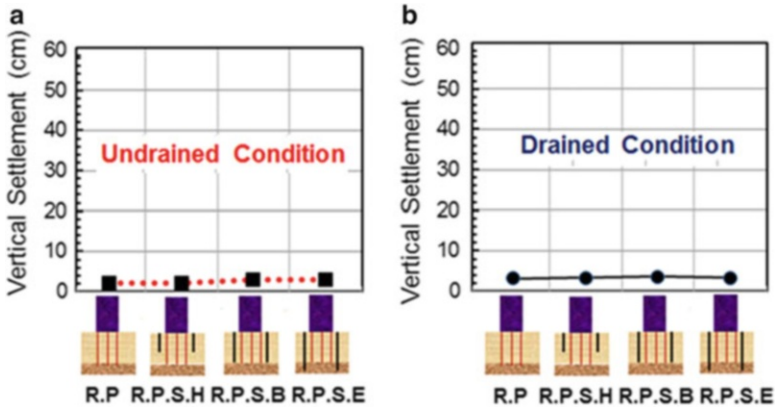 a
Vertical Settlement (cm)
60
50
40
30
20
10
0
Undrained Condition
R.P R.P.S.H R.P.S.B R.P.S.E
b
Vertical Settlement (cm)
60
50
40
30
20
10
0
Drained Condition
R.P R.P.S.H R.P.S.B R.P.S.E